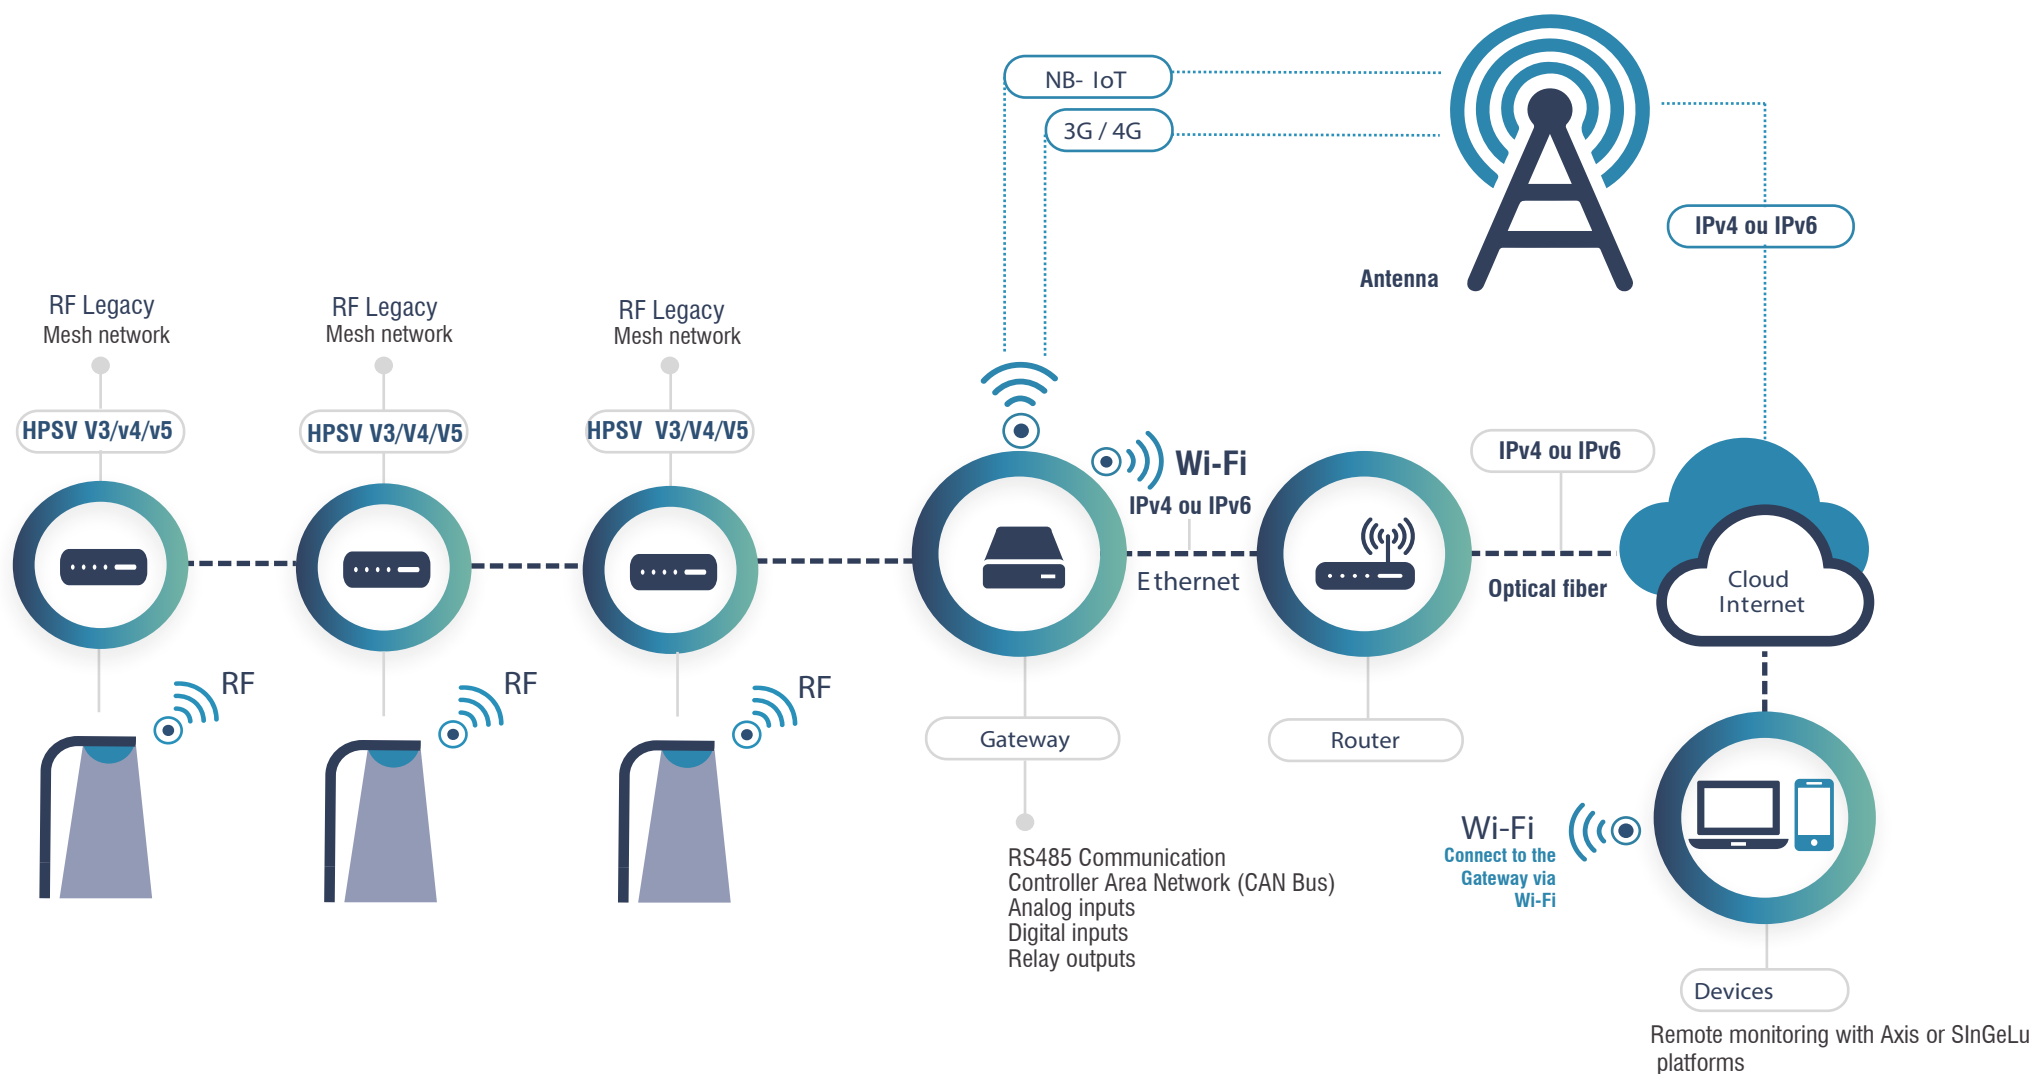 NB- IoT
3G / 4G
IPv4 ou IPv6
Antenna
RF Legacy
Mesh network
RF Legacy
Mesh network
RF Legacy
Mesh network
HPSV V3/v4/v5
HPSV V3/V4/V5
HPSV V3/V4/V5
Wi-Fi
IPv4 ou IPv6
Ethernet
IPv4 ou IPv6
Optical fiber
Cloud
Internet
RF
RF
RF
Gateway
Router
RS485 Communication
Controller Area Network (CAN Bus)
Analog inputs
Digital inputs
Relay outputs
Wi-Fi
Connect to the
Gateway via
Wi-Fi
Devices
Remote monitoring with Axis or SInGeLu
platforms